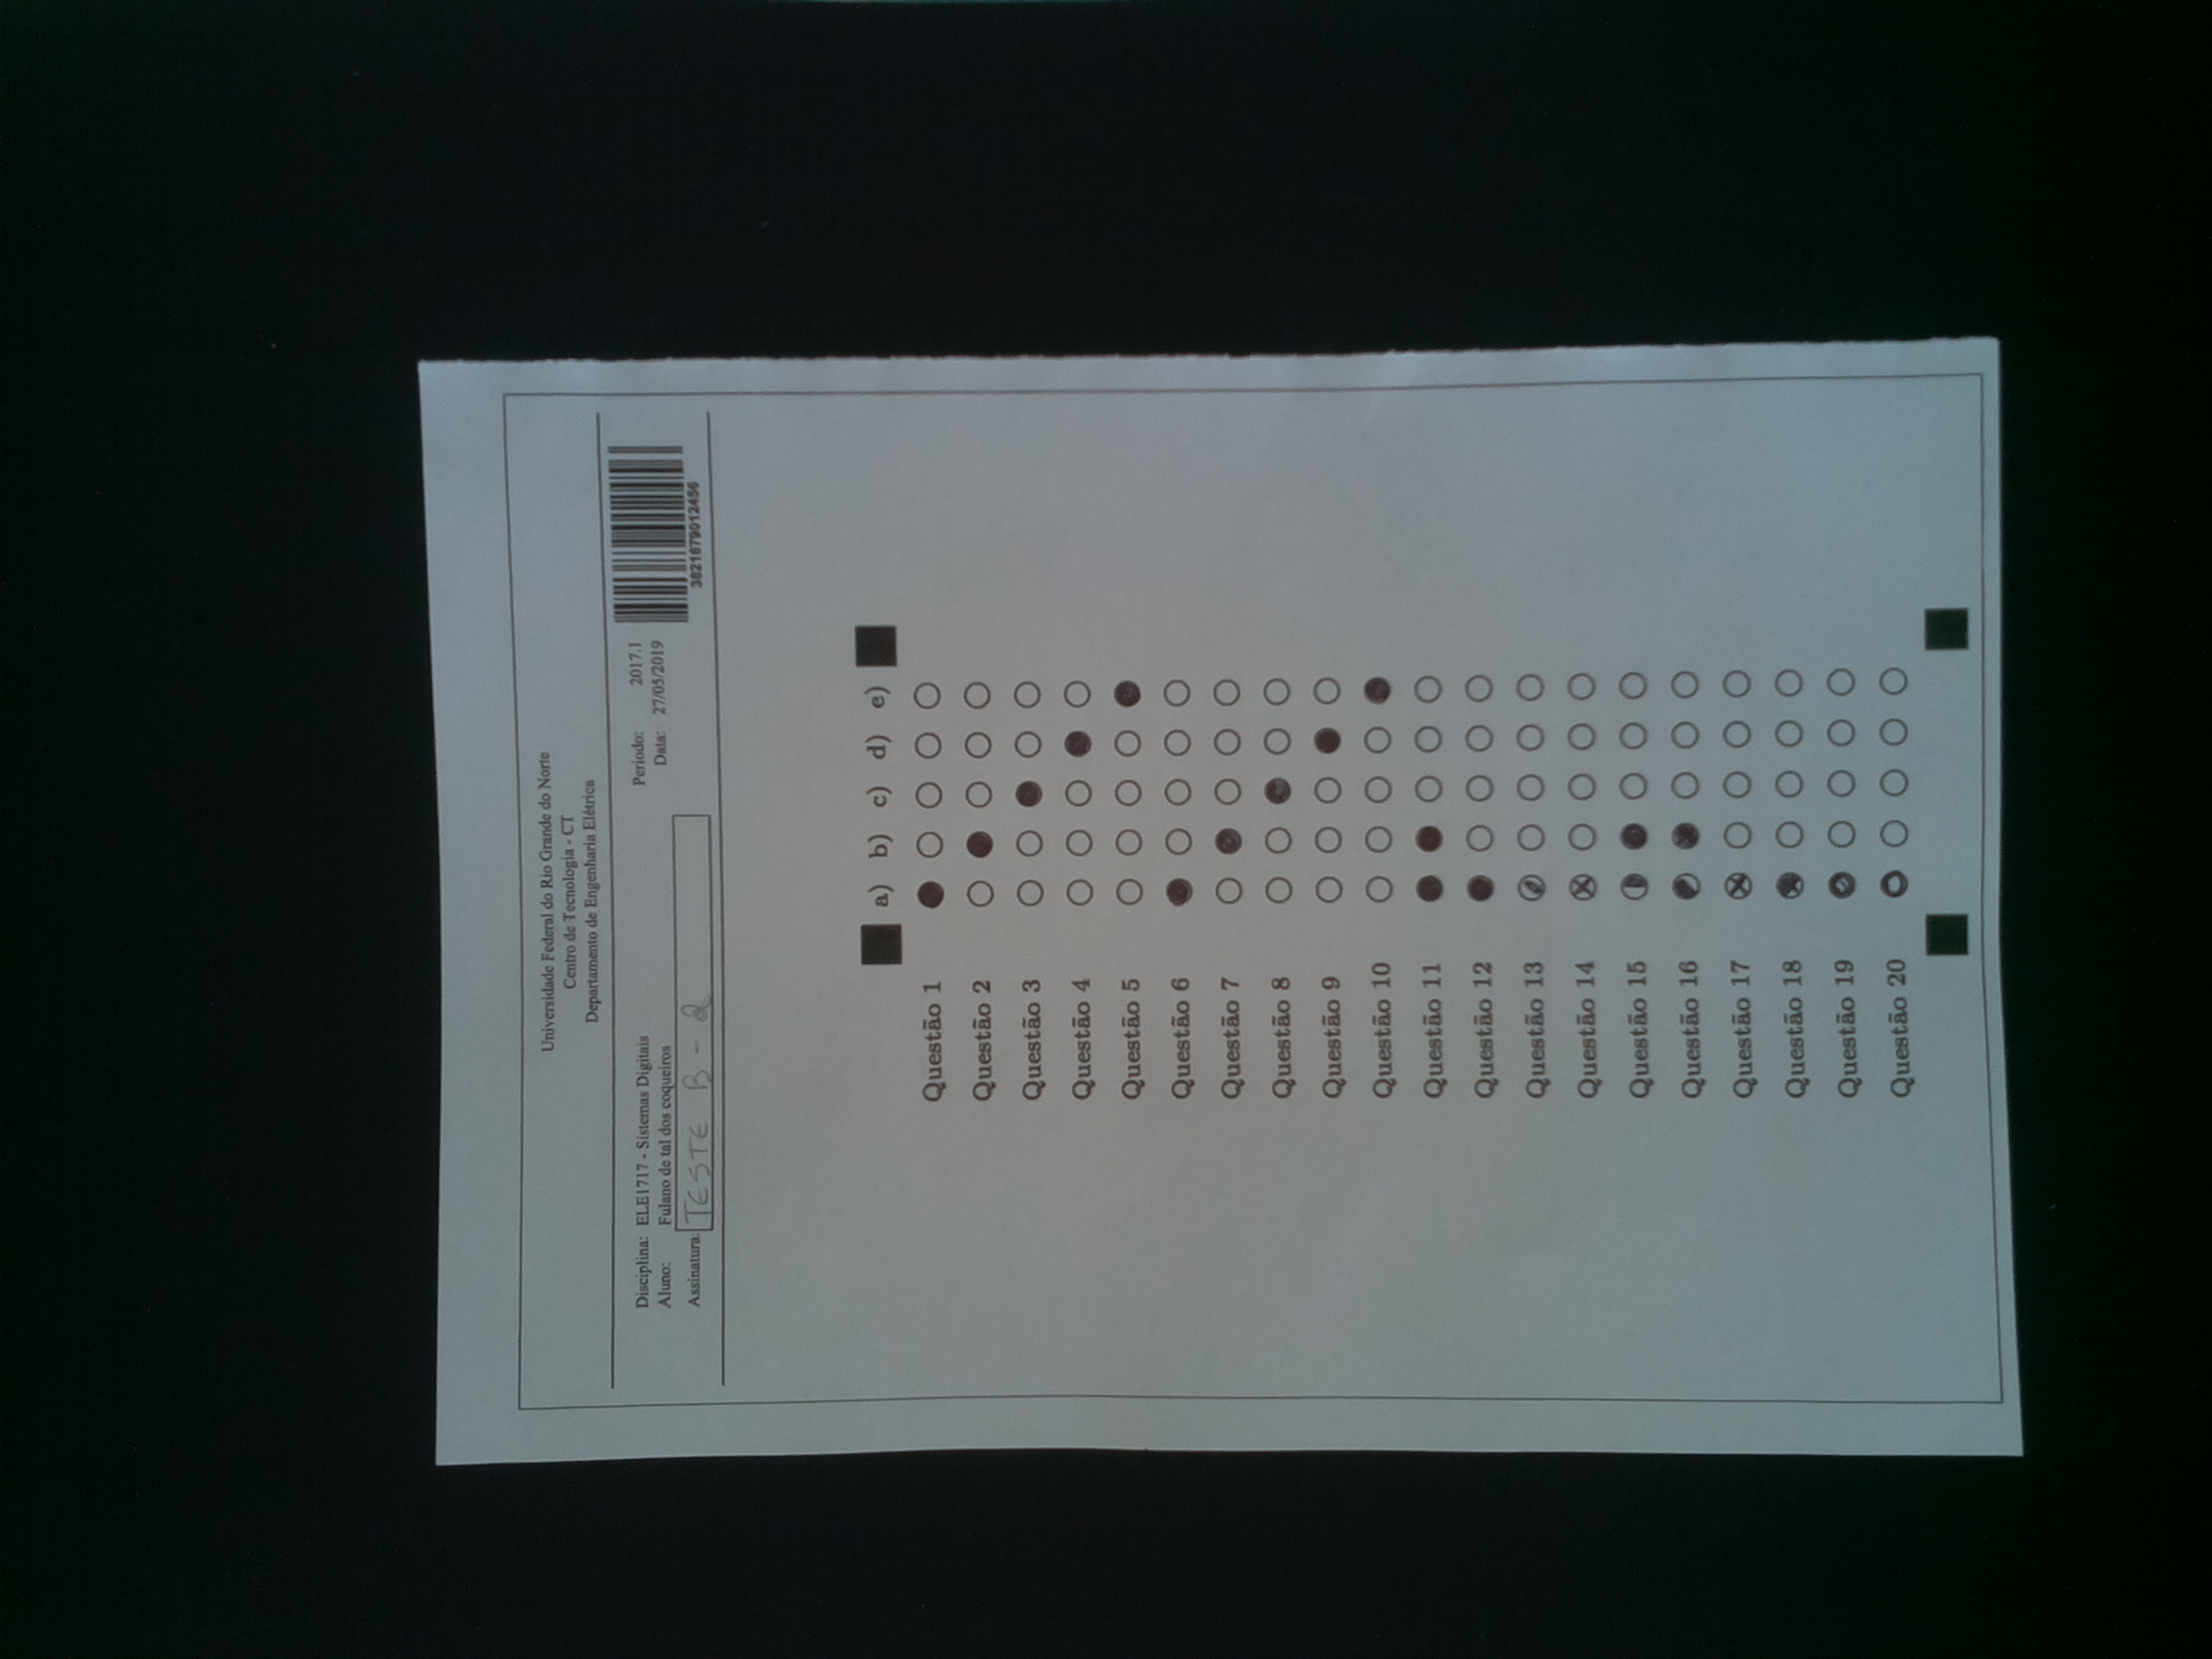 Universidade Federal do Rio Grande do Norte
Centro de Tecnologia - CT
Departamento de Engenharia Elétrica
Disciplina: ELE1717 - Sistemas Digitais Período: 2017.1
Aluno: Fulano de tal dos coqueiros Data: 27/05/2019
Assinatura: TESTE B - 2
3821679012456
a) b) c) d) e)
Questão 1
Questão 2
Questão 3
Questão 4
Questão 5
Questão 6
Questão 7
Questão 8
Questão 9
Questão 10
Questão 11
Questão 12
Questão 13
Questão 14
Questão 15
Questão 16
Questão 17
Questão 18
Questão 19
Questão 20